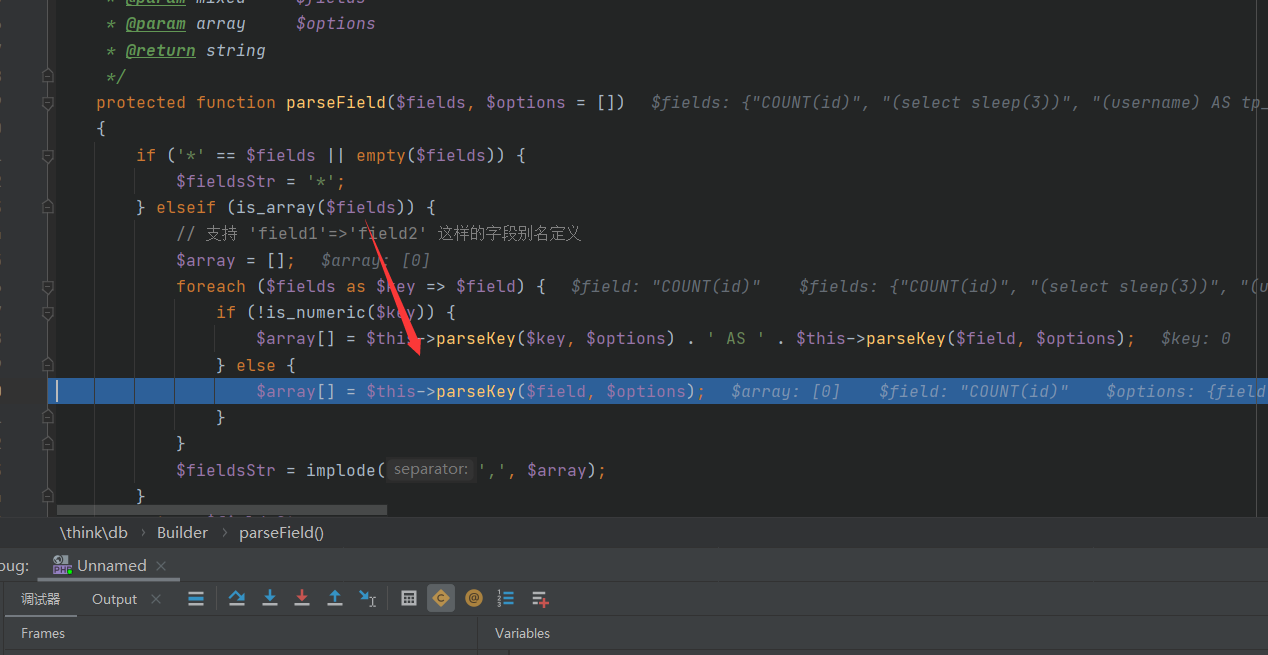 * @param mixed $fields
* @param array $options
* @return string
*/
protected function parseField($fields, $options = []) $fields: {"COUNT(id)", "(select sleep(3))", "(username) AS tp_
{
if ('*' == $fields || empty($fields)) {
$fieldsStr = '*';
} elseif (is_array($fields)) {
// 支持 'field1'=>'field2' 这样的字段别名定义
$array = []; $array: [0]
foreach ($fields as $key => $field) { $field: "COUNT(id)" $fields: {"COUNT(id)", "(select sleep(3))", "(u
if (!is_numeric($key)) {
$array[] = $this->parseKey($key, $options) . ' AS ' . $this->parseKey($field, $options); $key: 0
} else {
$array[] = $this->parseKey($field, $options); $array: [0] $field: "COUNT(id)" $options: {field
}
}
$fieldsStr = implode( separator: ',', $array);
}
\think\db › Builder › parseField()
bug: PHP Unnamed ×
调试器 Output ×
Frames Variables